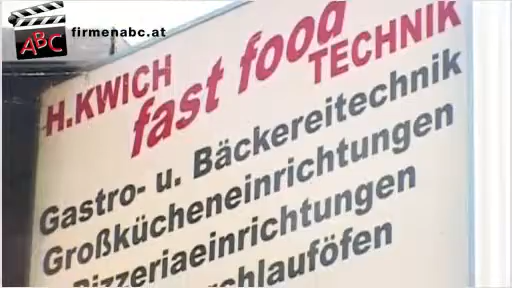 ABC firmenabc.at
H.KWICH fast food TECHNIK
Gastro- u. Bäckereitechnik
Großkücheneinrichtungen
Pizzeriaeinrichtungen